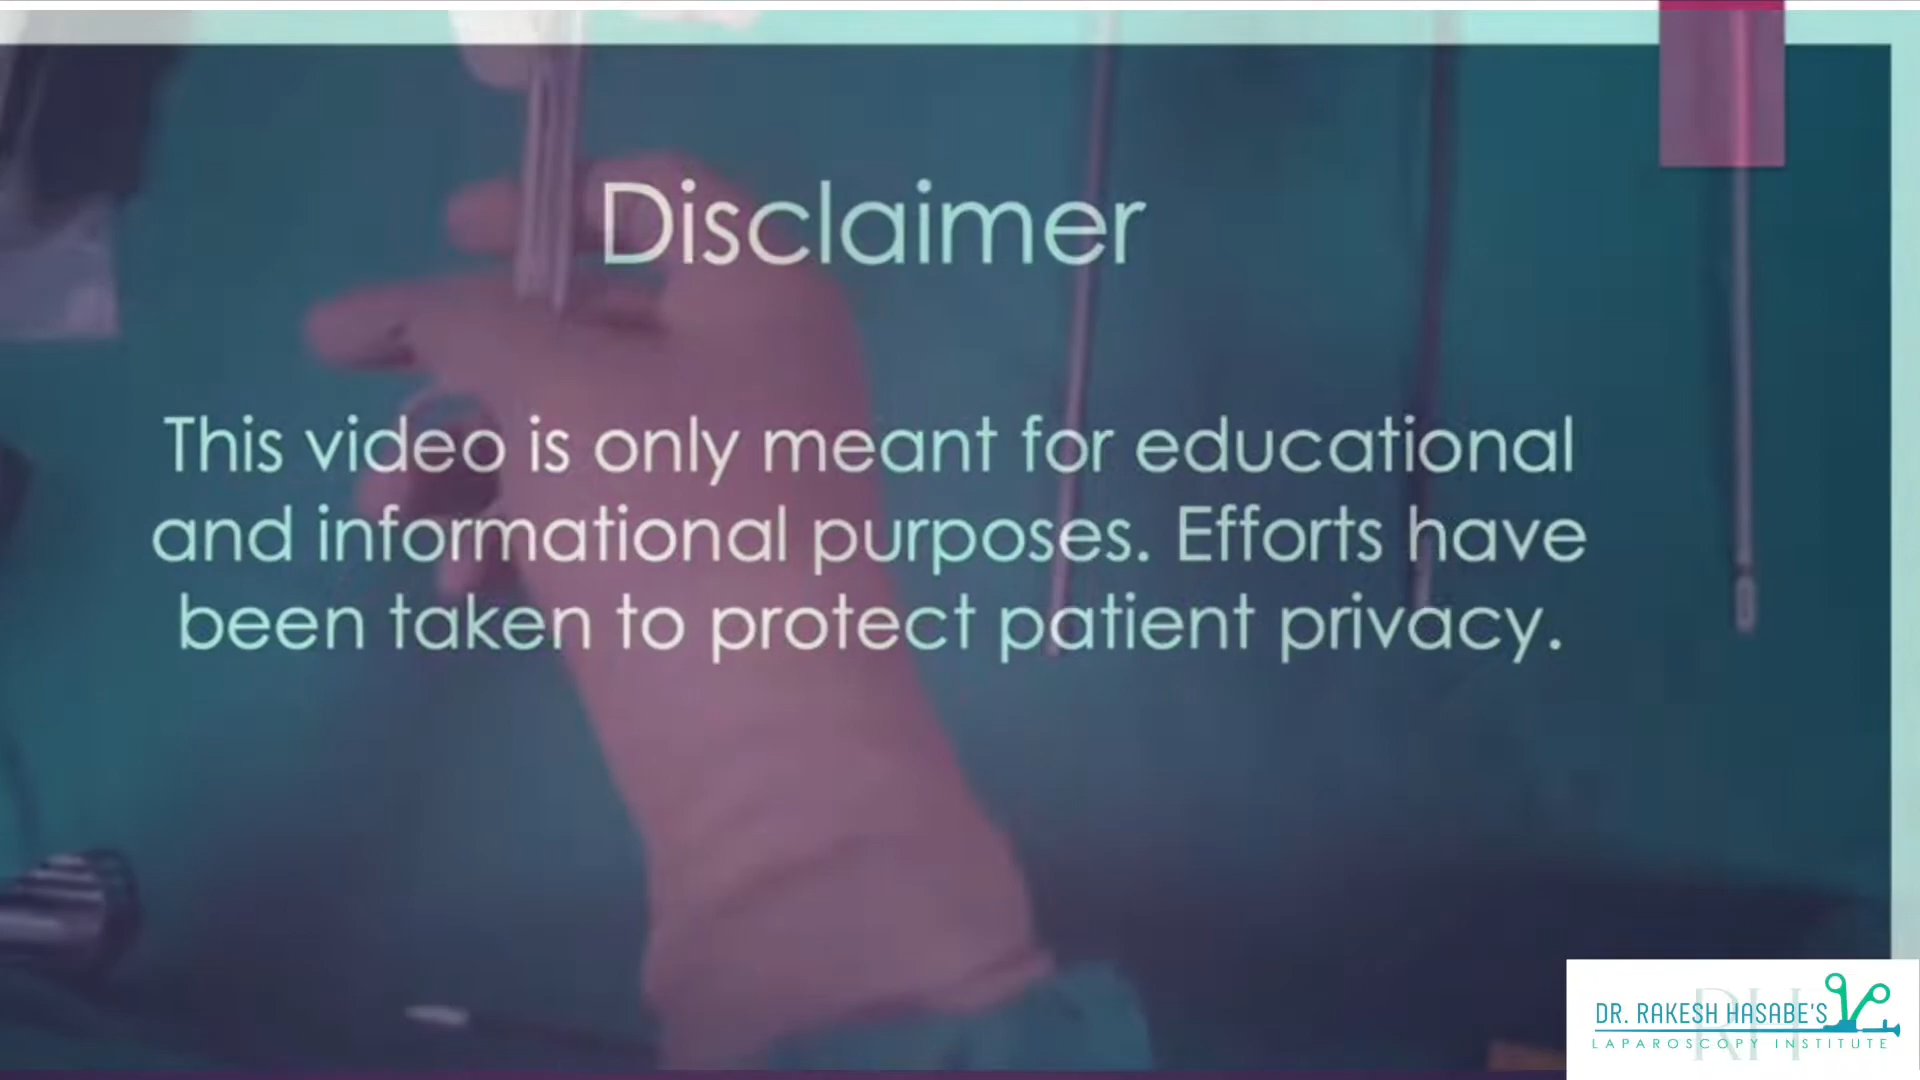 Disclaimer
This video is only meant for educational
and informational purposes. Efforts have
been taken to protect patient privacy.
DR. RAKESH HASABE'S
LAPAROSCOPY INSTITUTE
RH